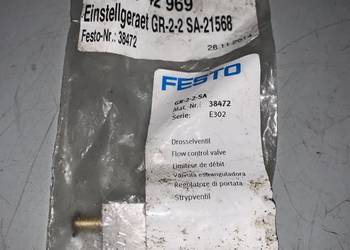 2 969
Einstellgeraet GR-2-2 SA-21568
Festo-Nr.: 38472
28.11.2014
FESTO
GR-2-2-SA
Mat. Nr.: 38472
Serie: E302
Drosselventil
Flow control valve
Limiteur de débit
Válvula estranguladora
Regolatore di portata
Strypventil